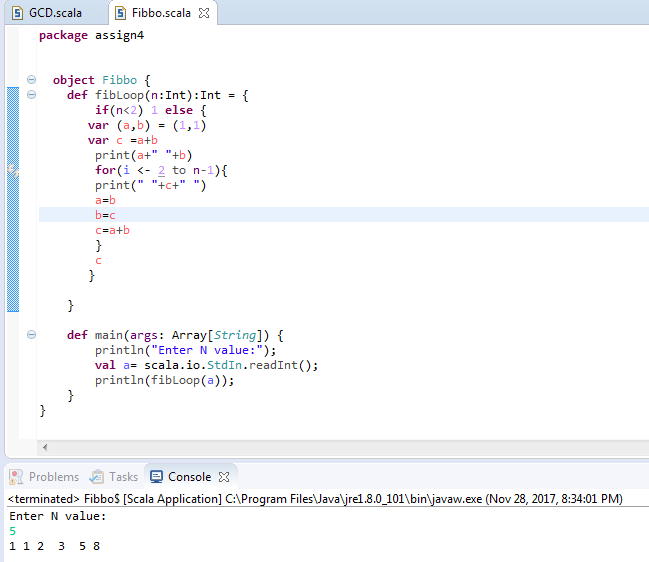 GCD.scala Fibbo.scala
package assign4
object Fibbo {
def fibLoop(n:Int):Int = {
if(n<2) 1 else {
var (a,b) = (1,1)
var c =a+b
print(a+" "+b)
for(i <- 2 to n-1){
print(" "+c+" ")
a=b
b=c
c=a+b
}
c
}
}
def main(args: Array[String]) {
println("Enter N value:");
val a= scala.io.StdIn.readInt();
println(fibLoop(a));
}
}
Problems Tasks Console
<terminated> Fibbo$ [Scala Application] C:\Program Files\Java\jre1.8.0_101\bin\javaw.exe (Nov 28, 2017, 8:34:01 PM)
Enter N value:
5
1 1 2  3  5 8